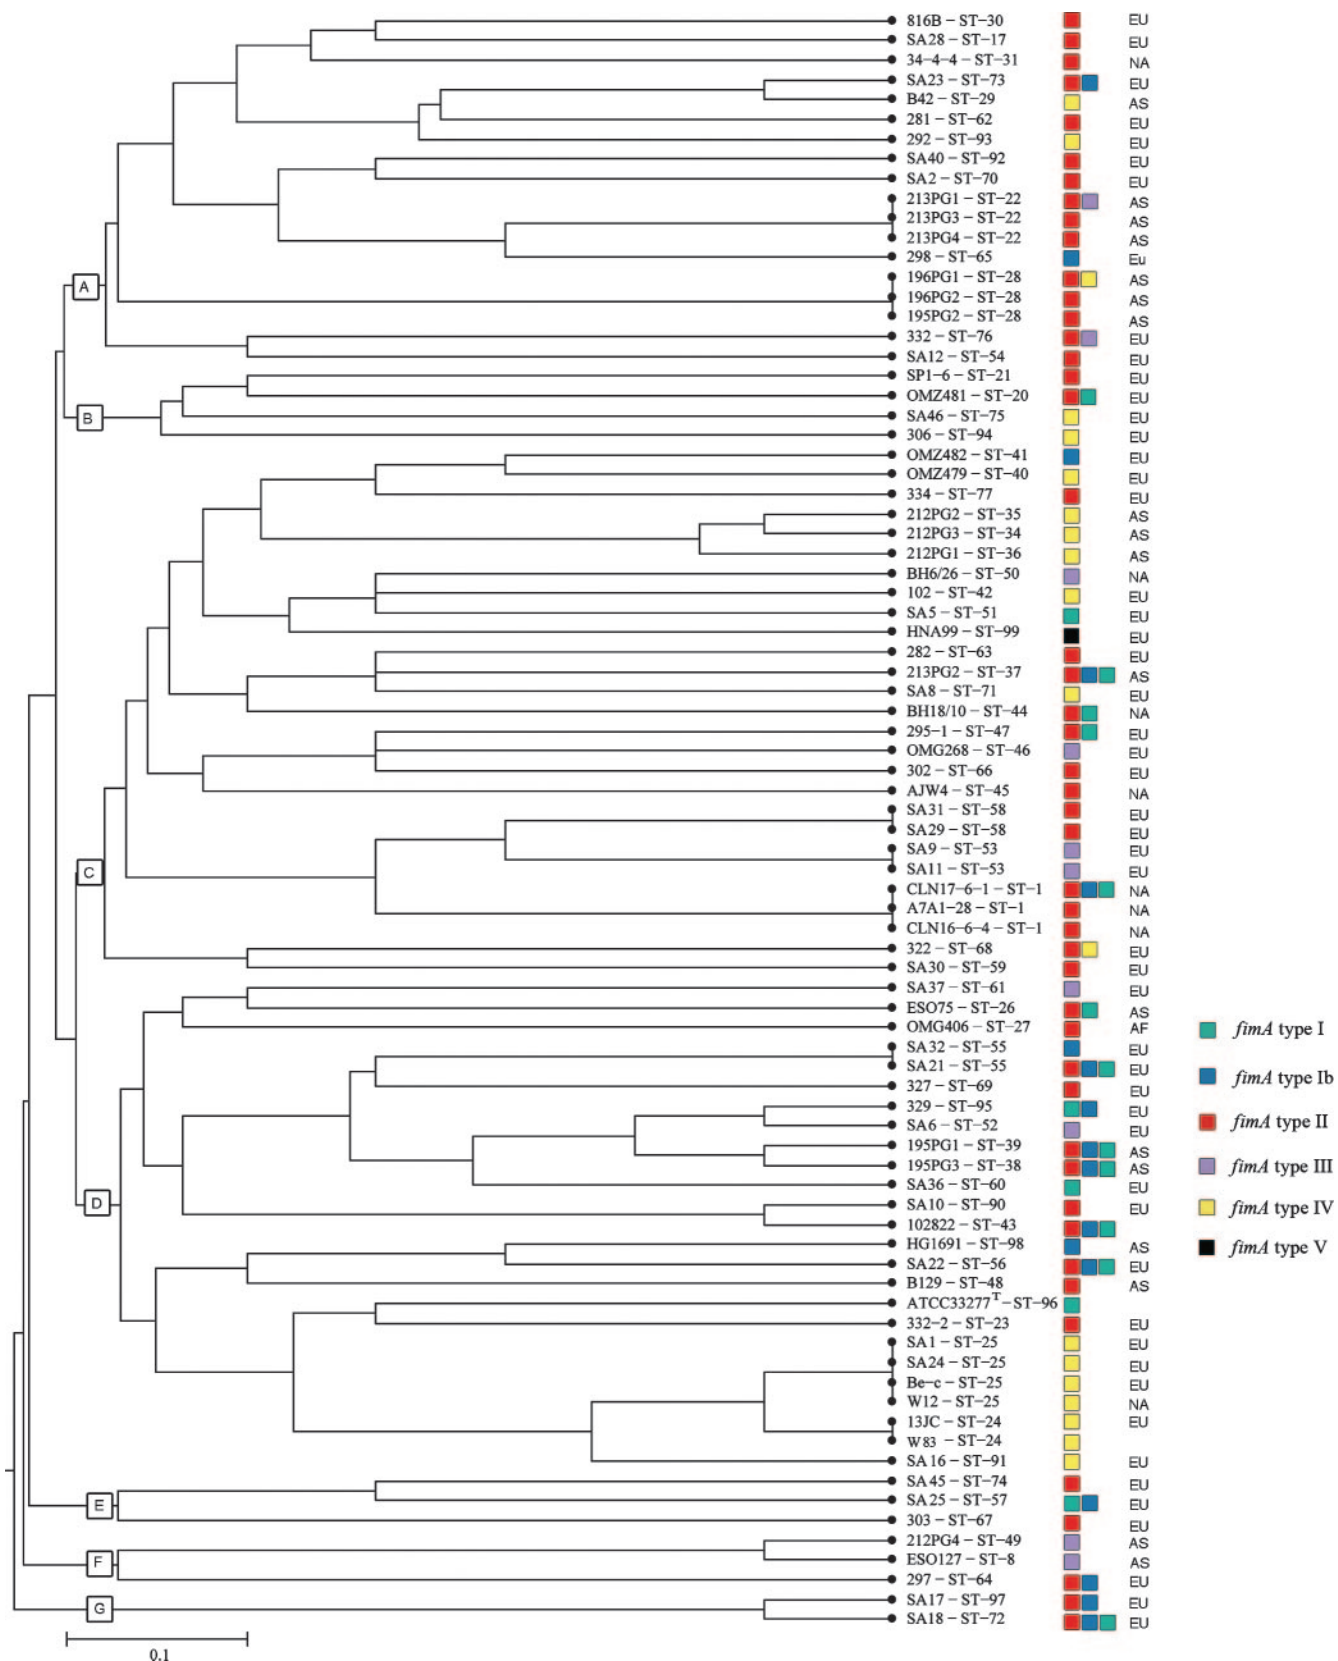 816B – ST–30 EU
SA28 – ST–17 EU
34–4–4 – ST–31 NA
SA23 – ST–73 EU
B42 – ST–29 AS
281 – ST–62 EU
292 – ST–93 EU
SA40 – ST–92 EU
SA2 – ST–70 EU
213PG1 – ST–22 AS
213PG3 – ST–22 AS
213PG4 – ST–22 AS
298 – ST–65 Eu
A
196PG1 – ST–28 AS
196PG2 – ST–28 AS
195PG2 – ST–28 AS
332 – ST–76 EU
SA12 – ST–54 EU
SP1–6 – ST–21 EU
OMZ481 – ST–20 EU
B
SA46 – ST–75 EU
306 – ST–94 EU
OMZ482 – ST–41 EU
OMZ479 – ST–40 EU
334 – ST–77 EU
212PG2 – ST–35 AS
212PG3 – ST–34 AS
212PG1 – ST–36 AS
BH6/26 – ST–50 NA
102 – ST–42 EU
SA5 – ST–51 EU
HNA99 – ST–99 EU
282 – ST–63 EU
213PG2 – ST–37 AS
SA8 – ST–71 EU
BH18/10 – ST–44 NA
295–1 – ST–47 EU
OMG268 – ST–46 EU
302 – ST–66 EU
AJW4 – ST–45 NA
SA31 – ST–58 EU
SA29 – ST–58 EU
SA9 – ST–53 EU
C
SA11 – ST–53 EU
CLN17–6–1 – ST–1 NA
A7A1–28 – ST–1 NA
CLN16–6–4 – ST–1 NA
322 – ST–68 EU
SA30 – ST–59 EU
SA37 – ST–61 EU
ESO75 – ST–26 AS
OMG406 – ST–27 AF
fimA type I
SA32 – ST–55 EU
SA21 – ST–55 EU
fimA type Ib
327 – ST–69 EU
329 – ST–95 EU
SA6 – ST–52 EU
fimA type II
195PG1 – ST–39 AS
195PG3 – ST–38 AS
fimA type III
SA36 – ST–60 EU
D
SA10 – ST–90 EU
fimA type IV
102822 – ST–43
HG1691 – ST–98 AS
fimA type V
SA22 – ST–56 EU
B129 – ST–48 AS
ATCC33277T – ST–96
332–2 – ST–23 EU
SA1 – ST–25 EU
SA24 – ST–25 EU
Be–c – ST–25 EU
W12 – ST–25 NA
13JC – ST–24 EU
W83 – ST–24
SA16 – ST–91 EU
SA45 – ST–74 EU
E
SA25 – ST–57 EU
303 – ST–67 EU
212PG4 – ST–49 AS
F
ESO127 – ST–8 AS
297 – ST–64 EU
SA17 – ST–97 EU
G
SA18 – ST–72 EU
0.1